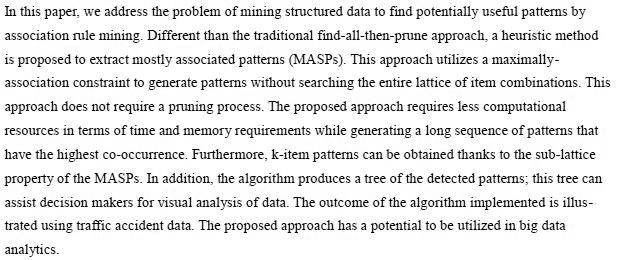 In this paper, we address the problem of mining structured data to find potentially useful patterns by
association rule mining. Different than the traditional find-all-then-prune approach, a heuristic method
is proposed to extract mostly associated patterns (MASPs). This approach utilizes a maximally-
association constraint to generate patterns without searching the entire lattice of item combinations. This
approach does not require a pruning process. The proposed approach requires less computational
resources in terms of time and memory requirements while generating a long sequence of patterns that
have the highest co-occurrence. Furthermore, k-item patterns can be obtained thanks to the sub-lattice
property of the MASPs. In addition, the algorithm produces a tree of the detected patterns; this tree can
assist decision makers for visual analysis of data. The outcome of the algorithm implemented is illus-
trated using traffic accident data. The proposed approach has a potential to be utilized in big data
analytics.